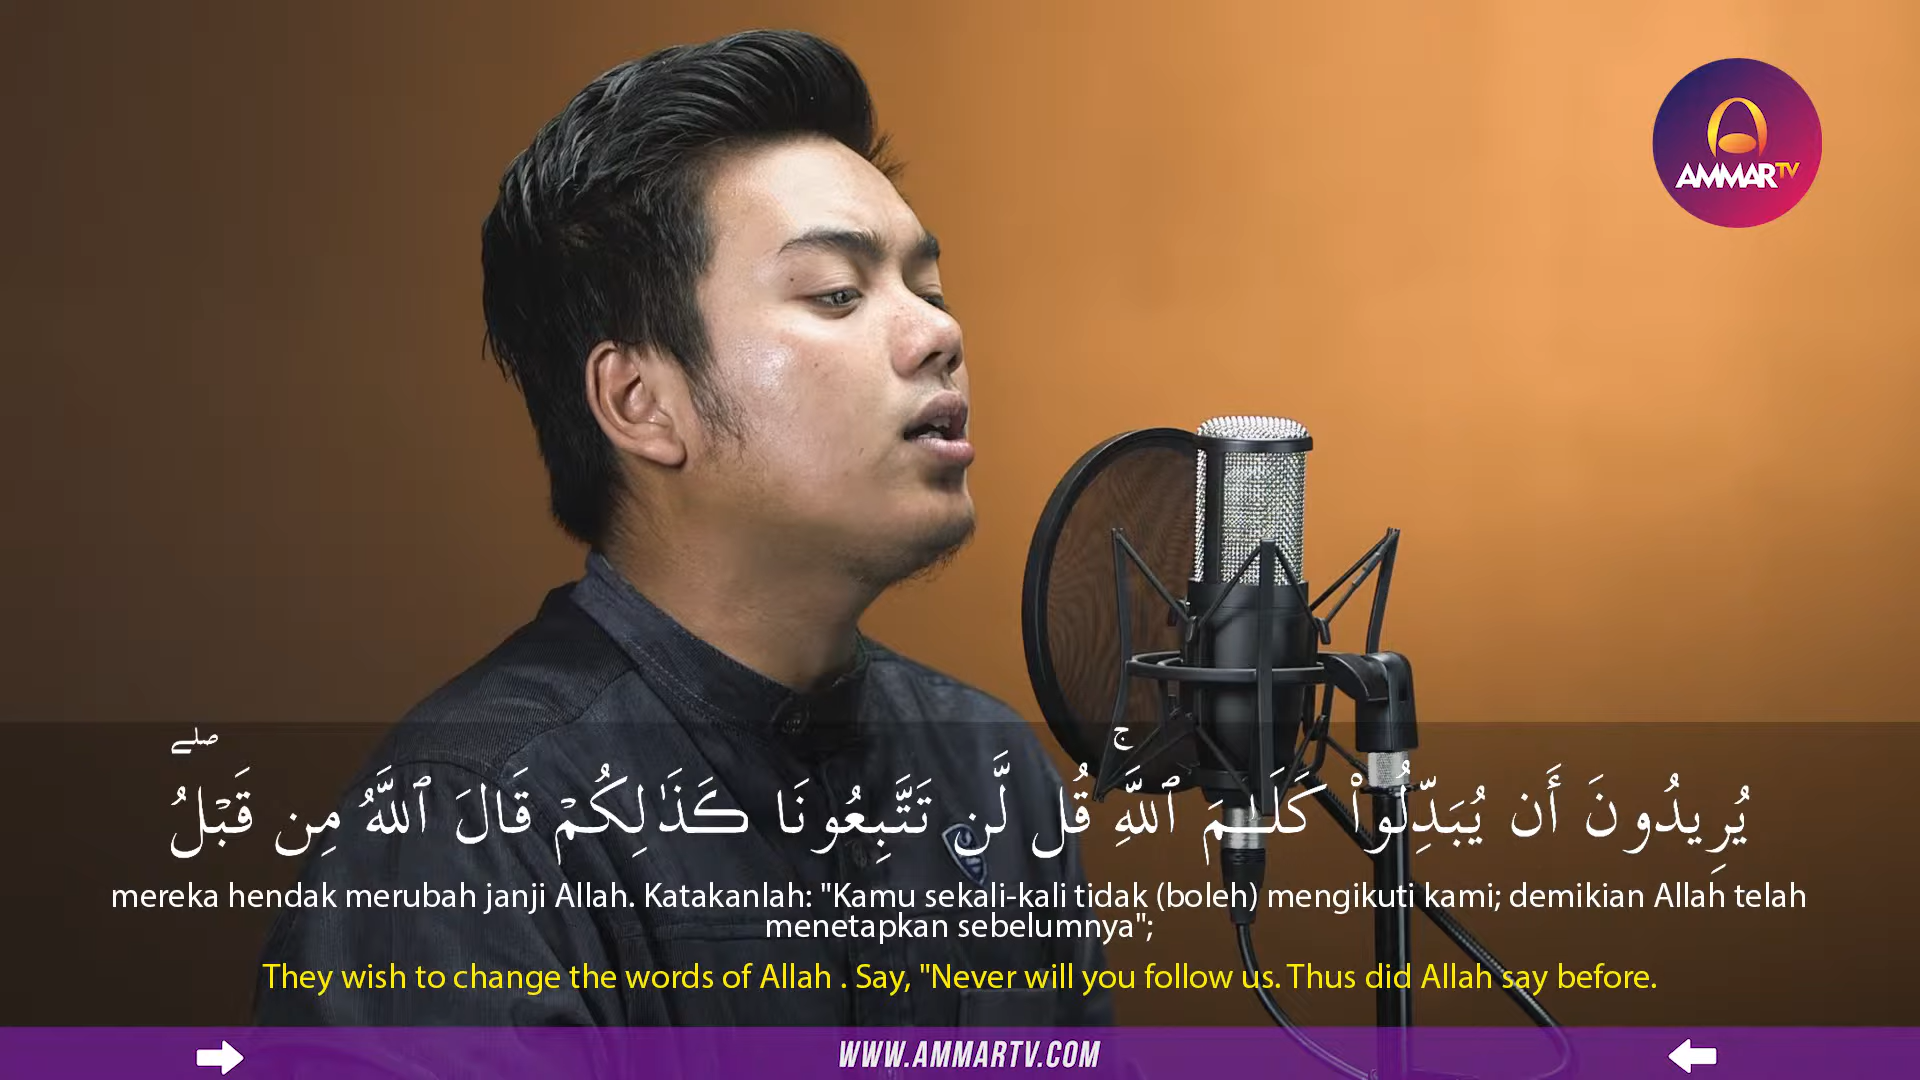 AMMARTV
يُرِيدُونَ أَن يُبَدِّلُوا۟ كَلَـٰمَ ٱللَّهِ ۚ قُل لَّن تَتَّبِعُونَا كَذَٰلِكُمْ قَالَ ٱللَّهُ مِن قَبْلُ ۖ
mereka hendak merubah janji Allah. Katakanlah: "Kamu sekali-kali tidak (boleh) mengikuti kami; demikian Allah telah
menetapkan sebelumnya";
They wish to change the words of Allah . Say, "Never will you follow us. Thus did Allah say before.
WWW.AMMARTV.COM